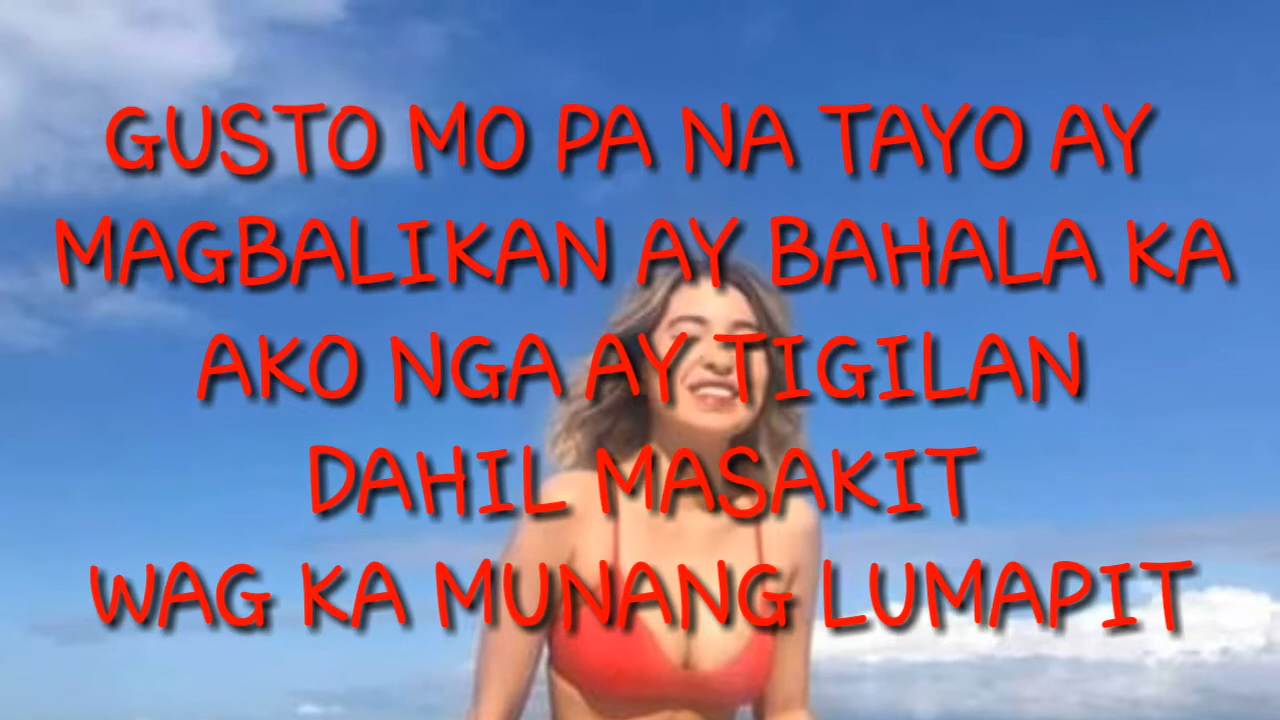 GUSTO MO PA NA TAYO AY
MAGBALIKAN AY BAHALA KA
AKO NGA AY TIGILAN
DAHIL MASAKIT
WAG KA MUNANG LUMAPIT